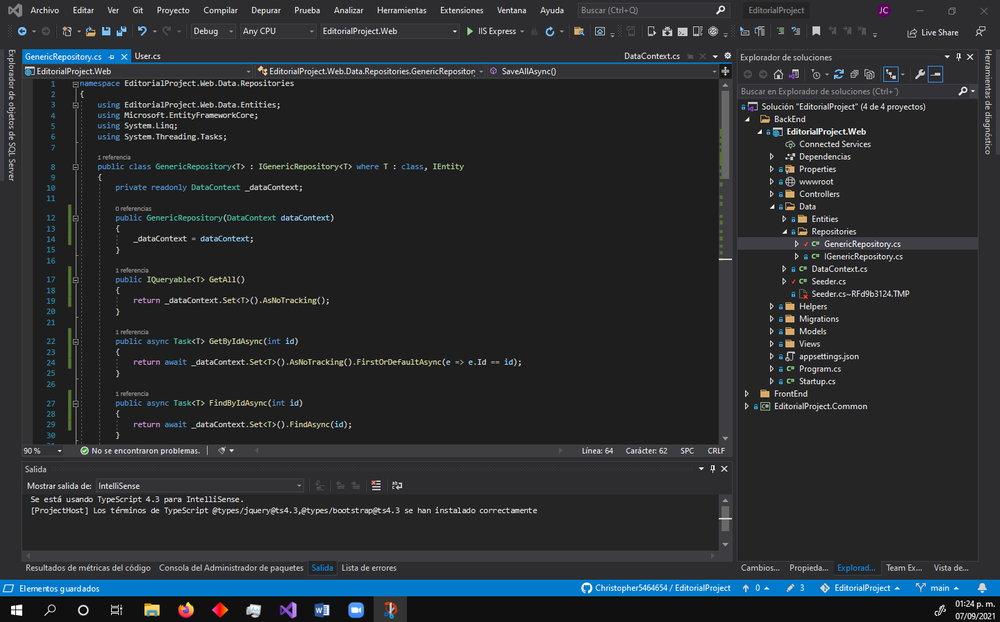 Archivo Editar Ver Git Proyecto Compilar Depurar Prueba Analizar Herramientas Extensiones Ventana Ayuda Buscar (Ctrl+Q) EditorialProject JC
Debug Any CPU EditorialProject.Web IIS Express Live Share
Explorador de objetos de SQL Server
GenericRepository.cs User.cs DataContext.cs
EditorialProject.Web EditorialProject.Web.Data.Repositories.GenericRepository SaveAllAsync()
1 namespace EditorialProject.Web.Data.Repositories
2 {
3 using EditorialProject.Web.Data.Entities;
4 using Microsoft.EntityFrameworkCore;
5 using System.Linq;
6 using System.Threading.Tasks;
7
1 referencia
8 public class GenericRepository<T> : IGenericRepository<T> where T : class, IEntity
9 {
10 private readonly DataContext _dataContext;
11
0 referencias
12 public GenericRepository(DataContext dataContext)
13 {
14 _dataContext = dataContext;
15 }
16
1 referencia
17 public IQueryable<T> GetAll()
18 {
19 return _dataContext.Set<T>().AsNoTracking();
20 }
21
1 referencia
22 public async Task<T> GetByIdAsync(int id)
23 {
24 return await _dataContext.Set<T>().AsNoTracking().FirstOrDefaultAsync(e => e.Id == id);
25 }
26
1 referencia
27 public async Task<T> FindByIdAsync(int id)
28 {
29 return await _dataContext.Set<T>().FindAsync(id);
30 }
90 % No se encontraron problemas. Línea: 64 Carácter: 62 SPC CRLF
Salida
Mostrar salida de: IntelliSense
Se está usando TypeScript 4.3 para IntelliSense.
[ProjectHost] Los términos de TypeScript @types/jquery@ts4.3,@types/bootstrap@ts4.3 se han instalado correctamente
Resultados de métricas del código Consola del Administrador de paquetes Salida Lista de errores
Explorador de soluciones
Buscar en Explorador de soluciones (Ctrl+´)
Solución "EditorialProject" (4 de 4 proyectos)
BackEnd
EditorialProject.Web
Connected Services
Dependencias
Properties
wwwroot
Controllers
Data
Entities
Repositories
C# GenericRepository.cs
C# IGenericRepository.cs
C# DataContext.cs
C# Seeder.cs
Seeder.cs~RFd9b3124.TMP
Helpers
Migrations
Models
Views
appsettings.json
C# Program.cs
C# Startup.cs
FrontEnd
C# EditorialProject.Common
Cambios... Propieda... Explorad... Team Ex... Vista de...
Herramientas de diagnóstico
Elementos guardados Christopher5464654 / EditorialProject 0 3 EditorialProject main
01:24 p. m.
07/09/2021